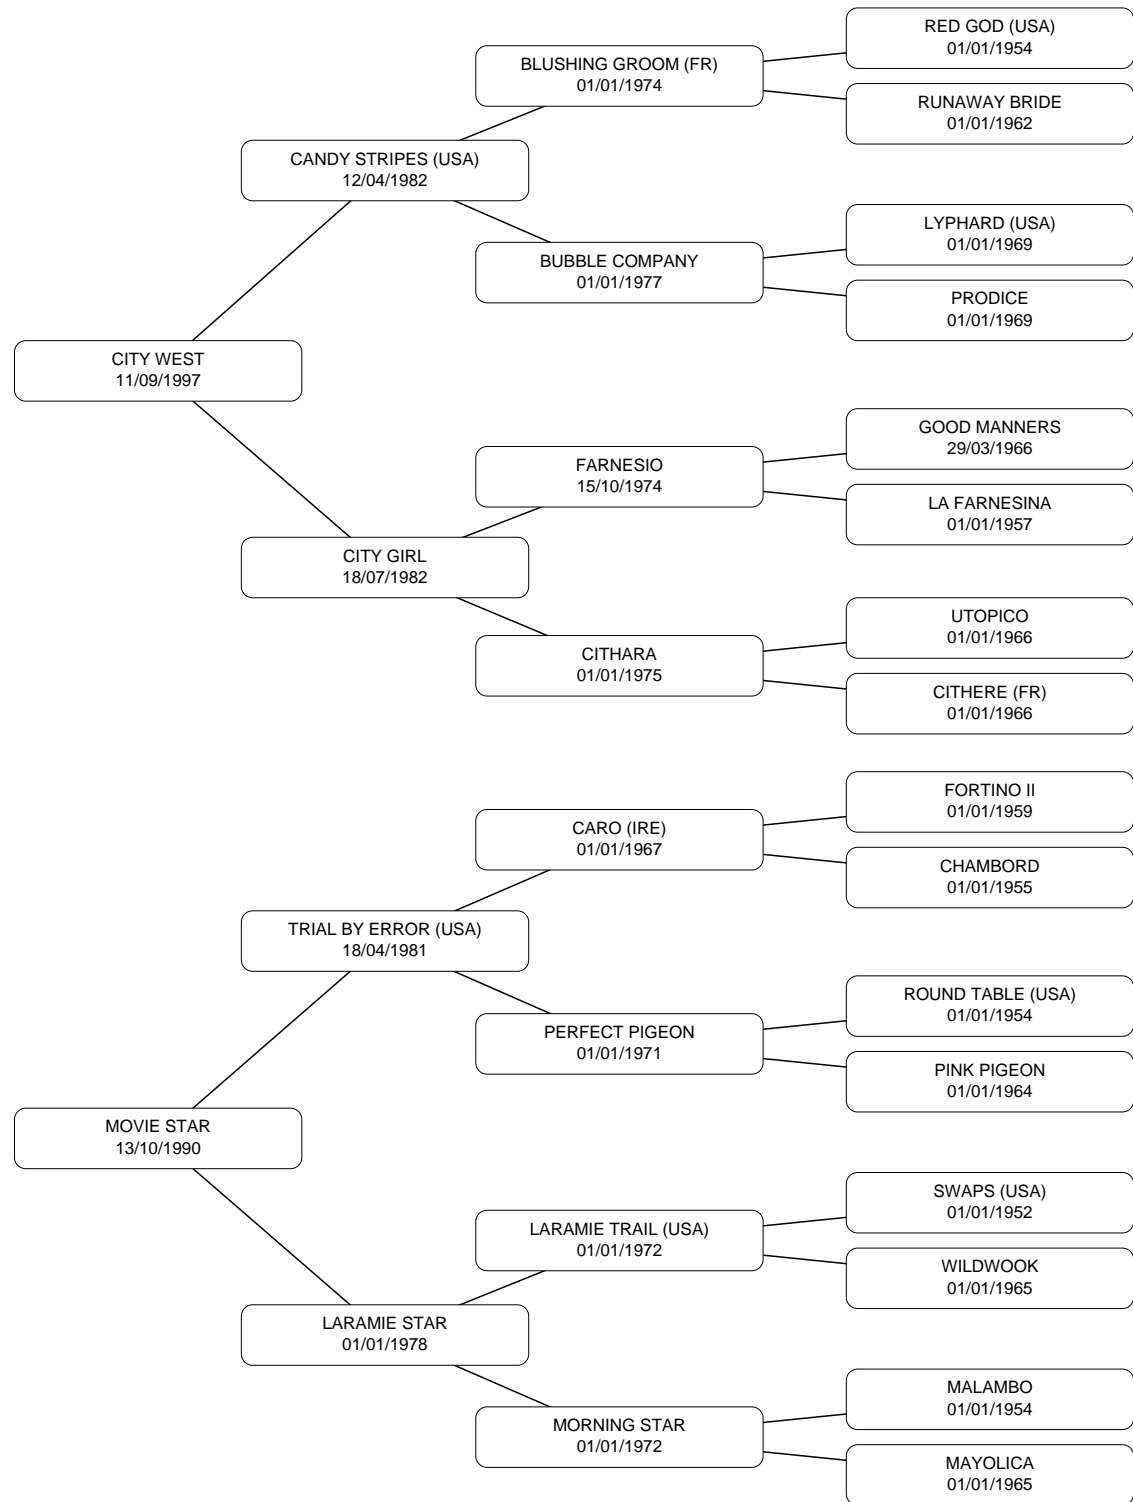 RED GOD (USA)
01/01/1954
BLUSHING GROOM (FR)
01/01/1974
RUNAWAY BRIDE
01/01/1962
CANDY STRIPES (USA)
12/04/1982
LYPHARD (USA)
01/01/1969
BUBBLE COMPANY
01/01/1977
PRODICE
01/01/1969
CITY WEST
11/09/1997
GOOD MANNERS
29/03/1966
FARNESIO
15/10/1974
LA FARNESINA
01/01/1957
CITY GIRL
18/07/1982
UTOPICO
01/01/1966
CITHARA
01/01/1975
CITHERE (FR)
01/01/1966
FORTINO II
01/01/1959
CARO (IRE)
01/01/1967
CHAMBORD
01/01/1955
TRIAL BY ERROR (USA)
18/04/1981
ROUND TABLE (USA)
01/01/1954
PERFECT PIGEON
01/01/1971
PINK PIGEON
01/01/1964
MOVIE STAR
13/10/1990
SWAPS (USA)
01/01/1952
LARAMIE TRAIL (USA)
01/01/1972
WILDWOOK
01/01/1965
LARAMIE STAR
01/01/1978
MALAMBO
01/01/1954
MORNING STAR
01/01/1972
MAYOLICA
01/01/1965